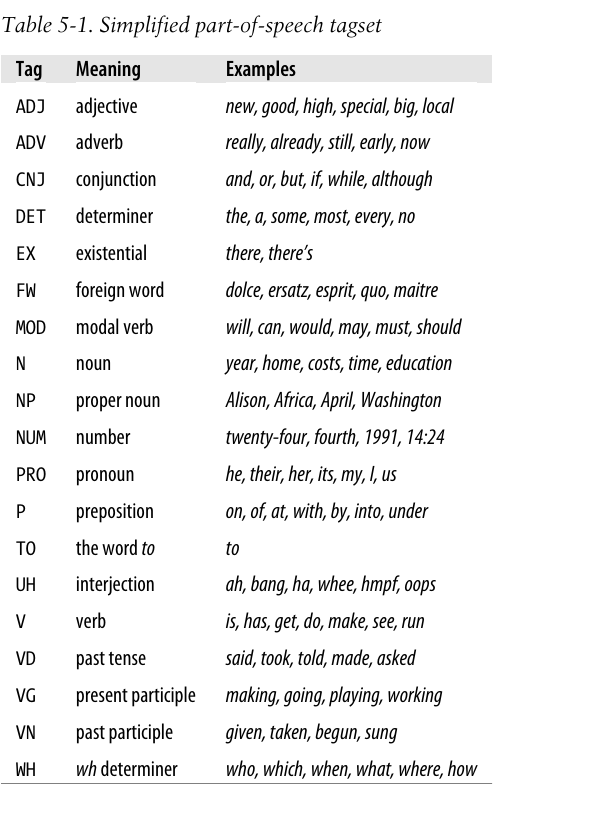 Table 5-1. Simplified part-of-speech tagset
Tag Meaning Examples
ADJ adjective new, good, high, special, big, local
ADV adverb really, already, still, early, now
CNJ conjunction and, or, but, if, while, although
DET determiner the, a, some, most, every, no
EX existential there, there’s
FW foreign word dolce, ersatz, esprit, quo, maitre
MOD modal verb will, can, would, may, must, should
N noun year, home, costs, time, education
NP proper noun Alison, Africa, April, Washington
NUM number twenty-four, fourth, 1991, 14:24
PRO pronoun he, their, her, its, my, I, us
P preposition on, of, at, with, by, into, under
TO the word to to
UH interjection ah, bang, ha, whee, hmpf, oops
V verb is, has, get, do, make, see, run
VD past tense said, took, told, made, asked
VG present participle making, going, playing, working
VN past participle given, taken, begun, sung
WH wh determiner who, which, when, what, where, how